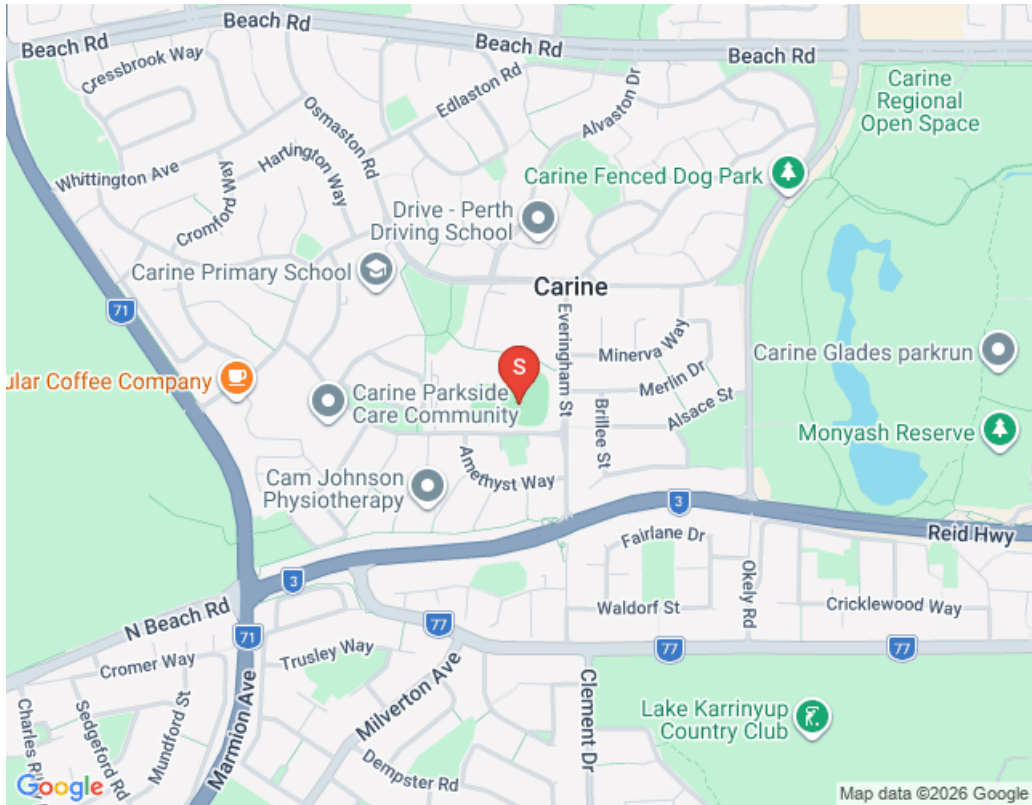 Beach Rd
Beach Rd
Beach Rd
Beach Rd
Cressbrook Way
Edlaston Rd
Osmaston Rd
Alvaston Dr
Carine
Regional
Open Space
Whittington Ave
Cromford Way
Hartington Way
Carine Fenced Dog Park
Drive - Perth
Driving School
Carine Primary School
Carine
71
Everingham St
Minerva Way
Carine Glades parkrun
ular Coffee Company
S
Merlin Dr
Carine Parkside
Care Community
Brillee St
Alsace St
Monyash Reserve
Amethyst Way
Cam Johnson
Physiotherapy
3
Reid Hwy
Fairlane Dr
3
Okely Rd
N Beach Rd
Waldorf St
Cricklewood Way
77
71
77
77
Trusley Way
Cromer Way
Milverton Ave
Clement Dr
Lake Karrinyup
Country Club
Charles Riley
Sedgeford Rd
Mundford St
Marmion Ave
Dempster Rd
Google
Map data ©2026 Google